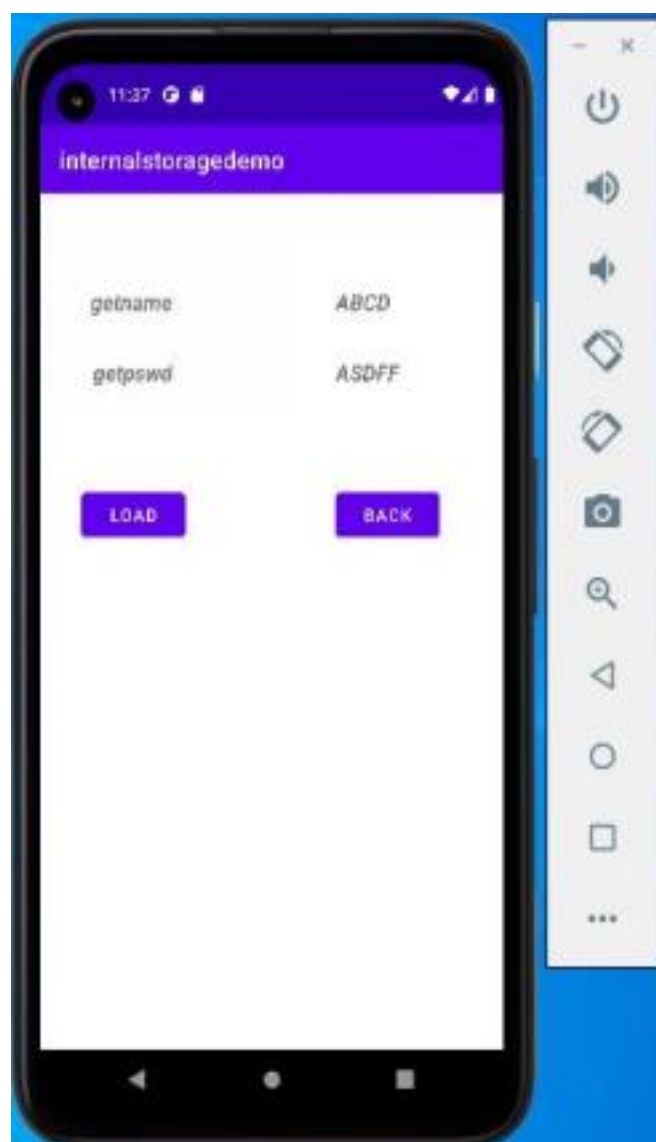 11:37
internalstoragedemo
getname ABCD
getpswd ASDFF
LOAD BACK